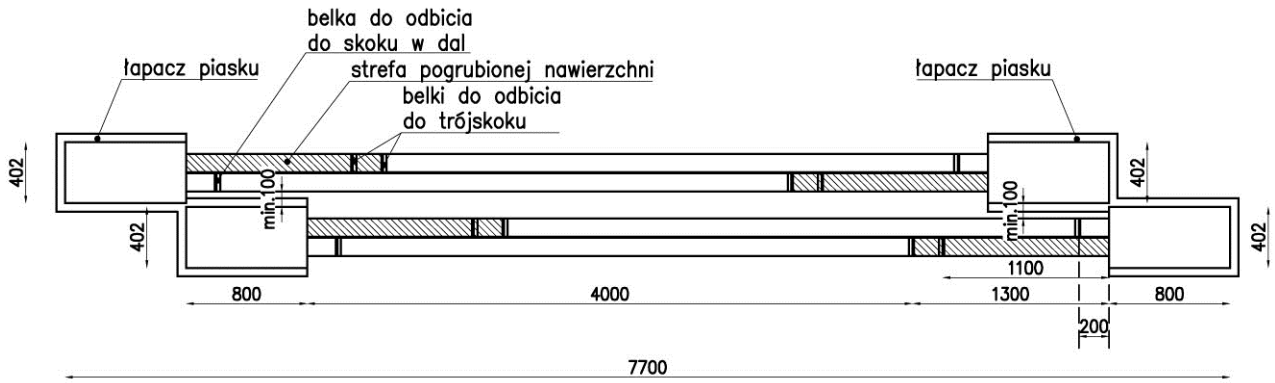 belka do odbicia
do skoku w dal
łapacz piasku
strefa pogrubionej nawierzchni
łapacz piasku
belki do odbicia
do trójskoku
402
402
min.100
min.100
402
402
1100
800
4000
1300
800
200
7700